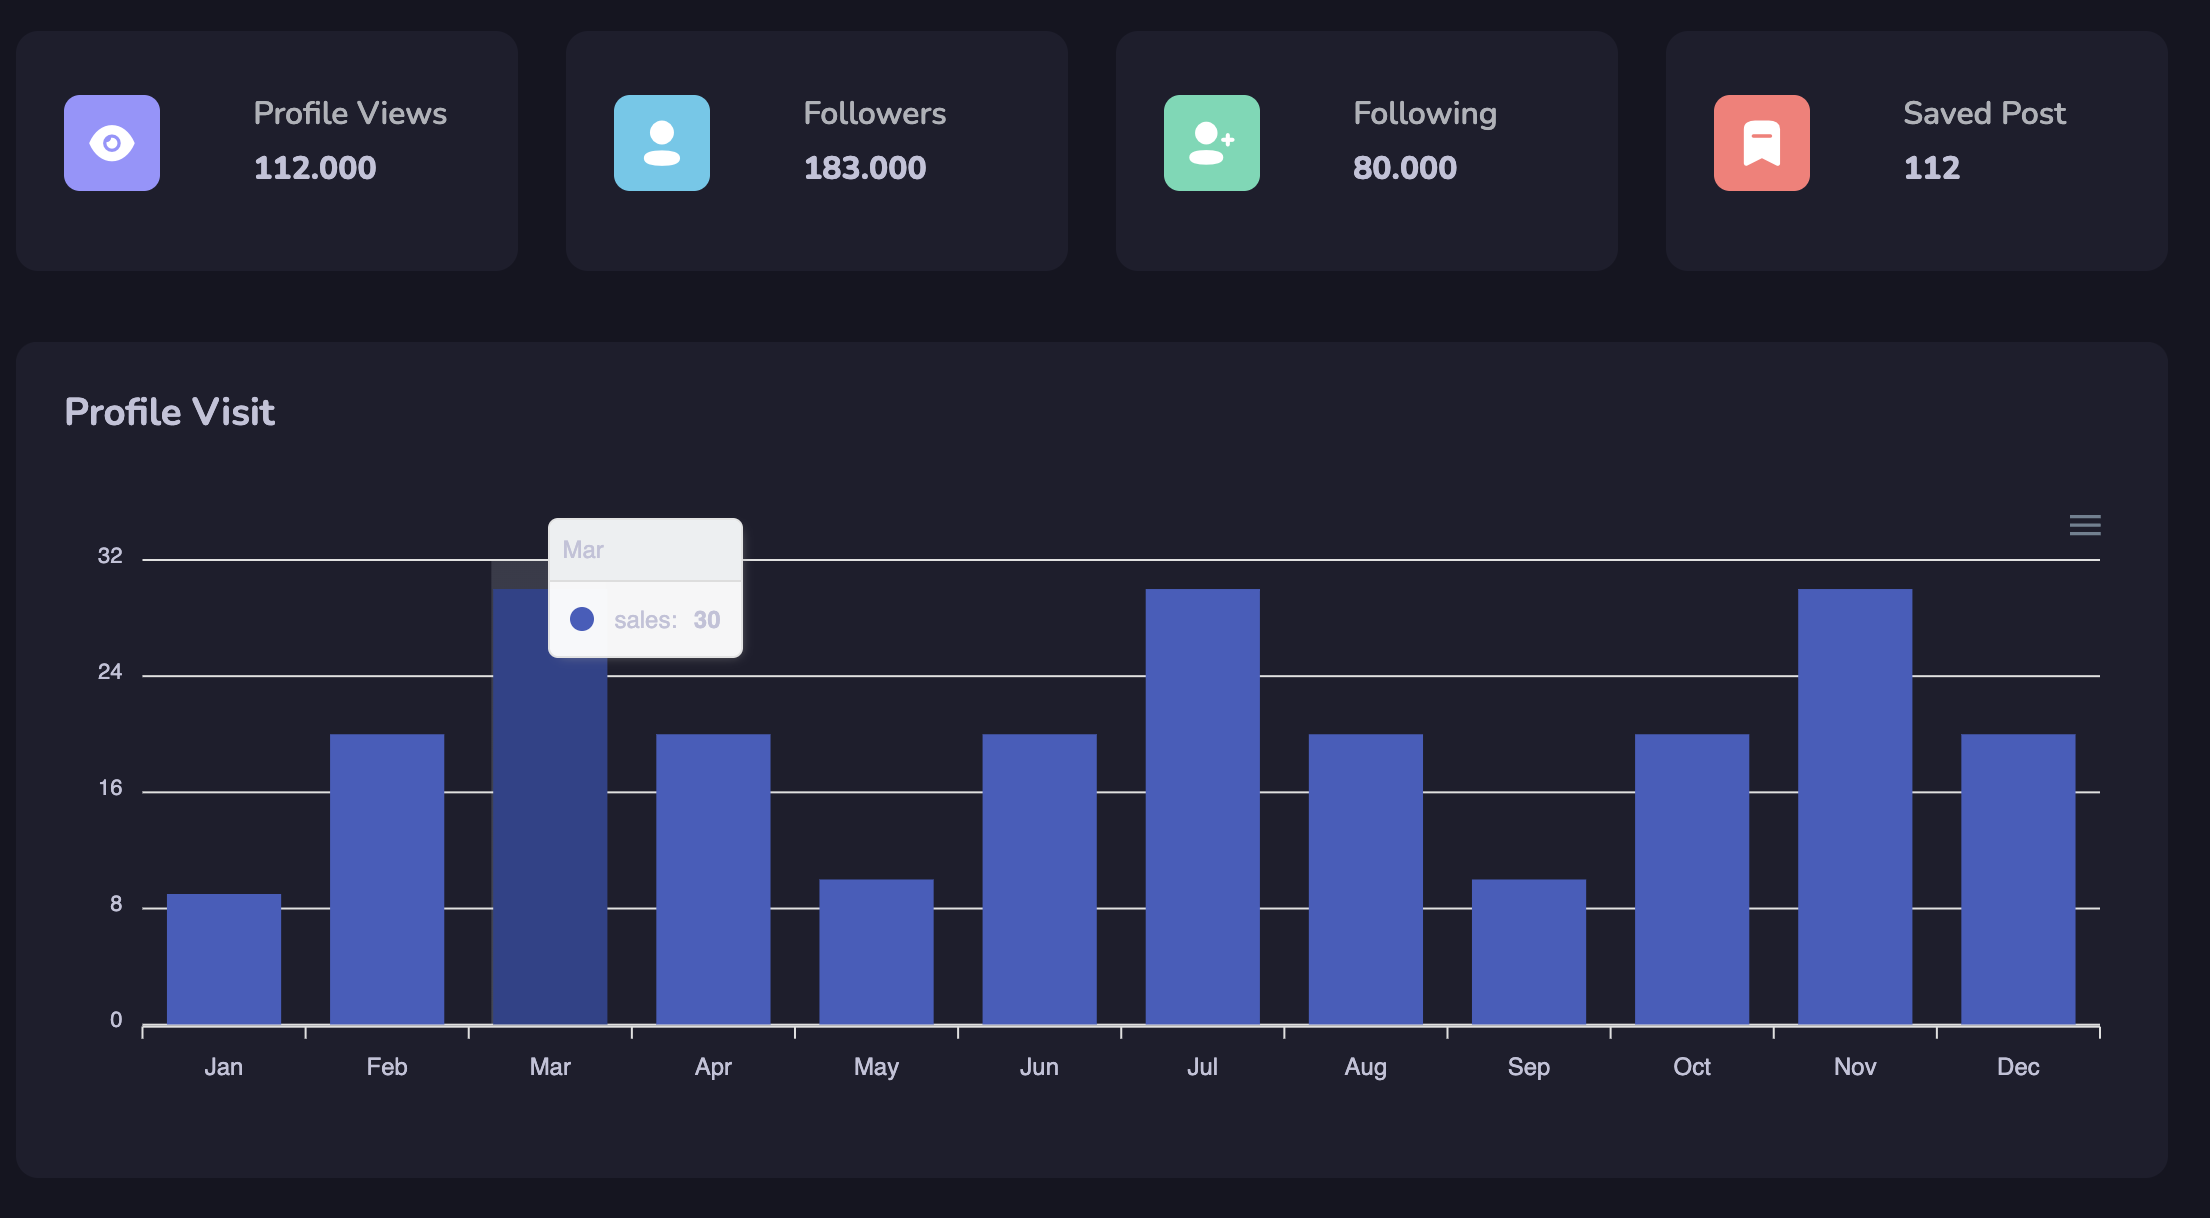 Profile Views
112.000
Followers
183.000
Following
80.000
Saved Post
112
Profile Visit
Mar
sales: 30
32
24
16
8
0
Jan Feb Mar Apr May Jun Jul Aug Sep Oct Nov Dec